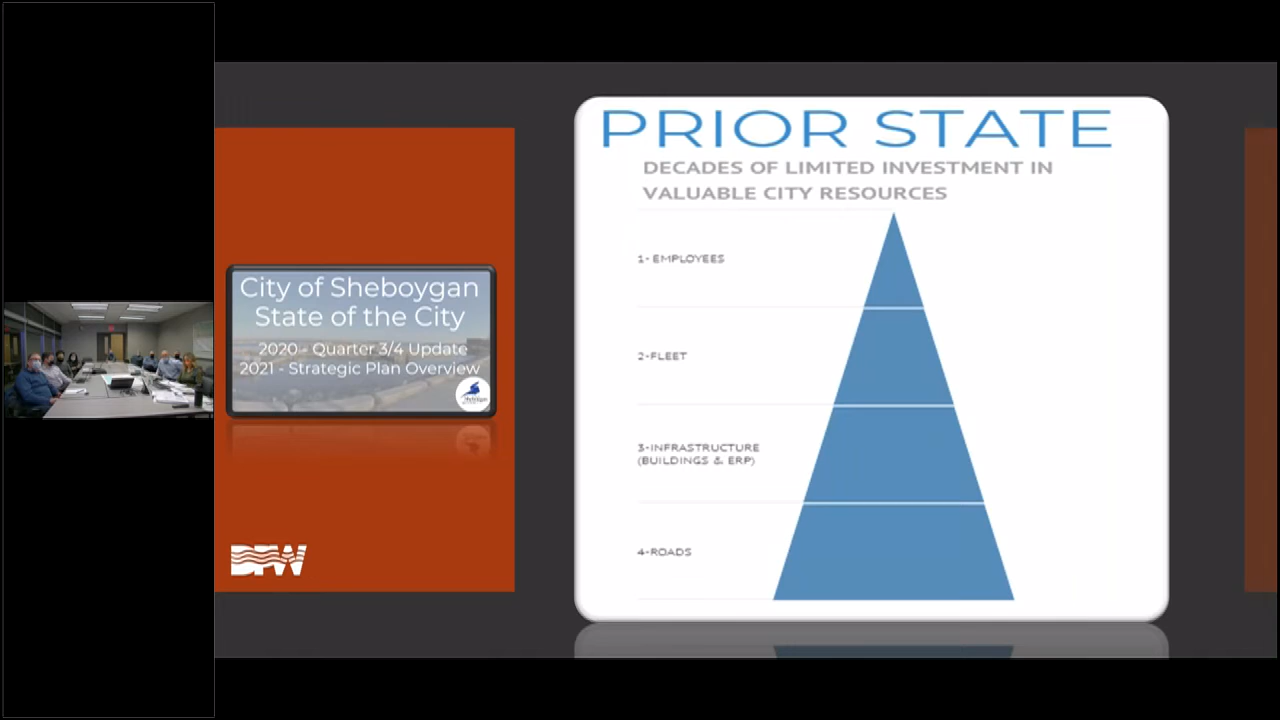 City of Sheboygan
State of the City
2020 - Quarter 3/4 Update
2021 - Strategic Plan Overview
DPW
PRIOR STATE
DECADES OF LIMITED INVESTMENT IN
VALUABLE CITY RESOURCES
1- EMPLOYEES
2-FLEET
3-INFRASTRUCTURE
(BUILDINGS & ERP)
4-ROADS